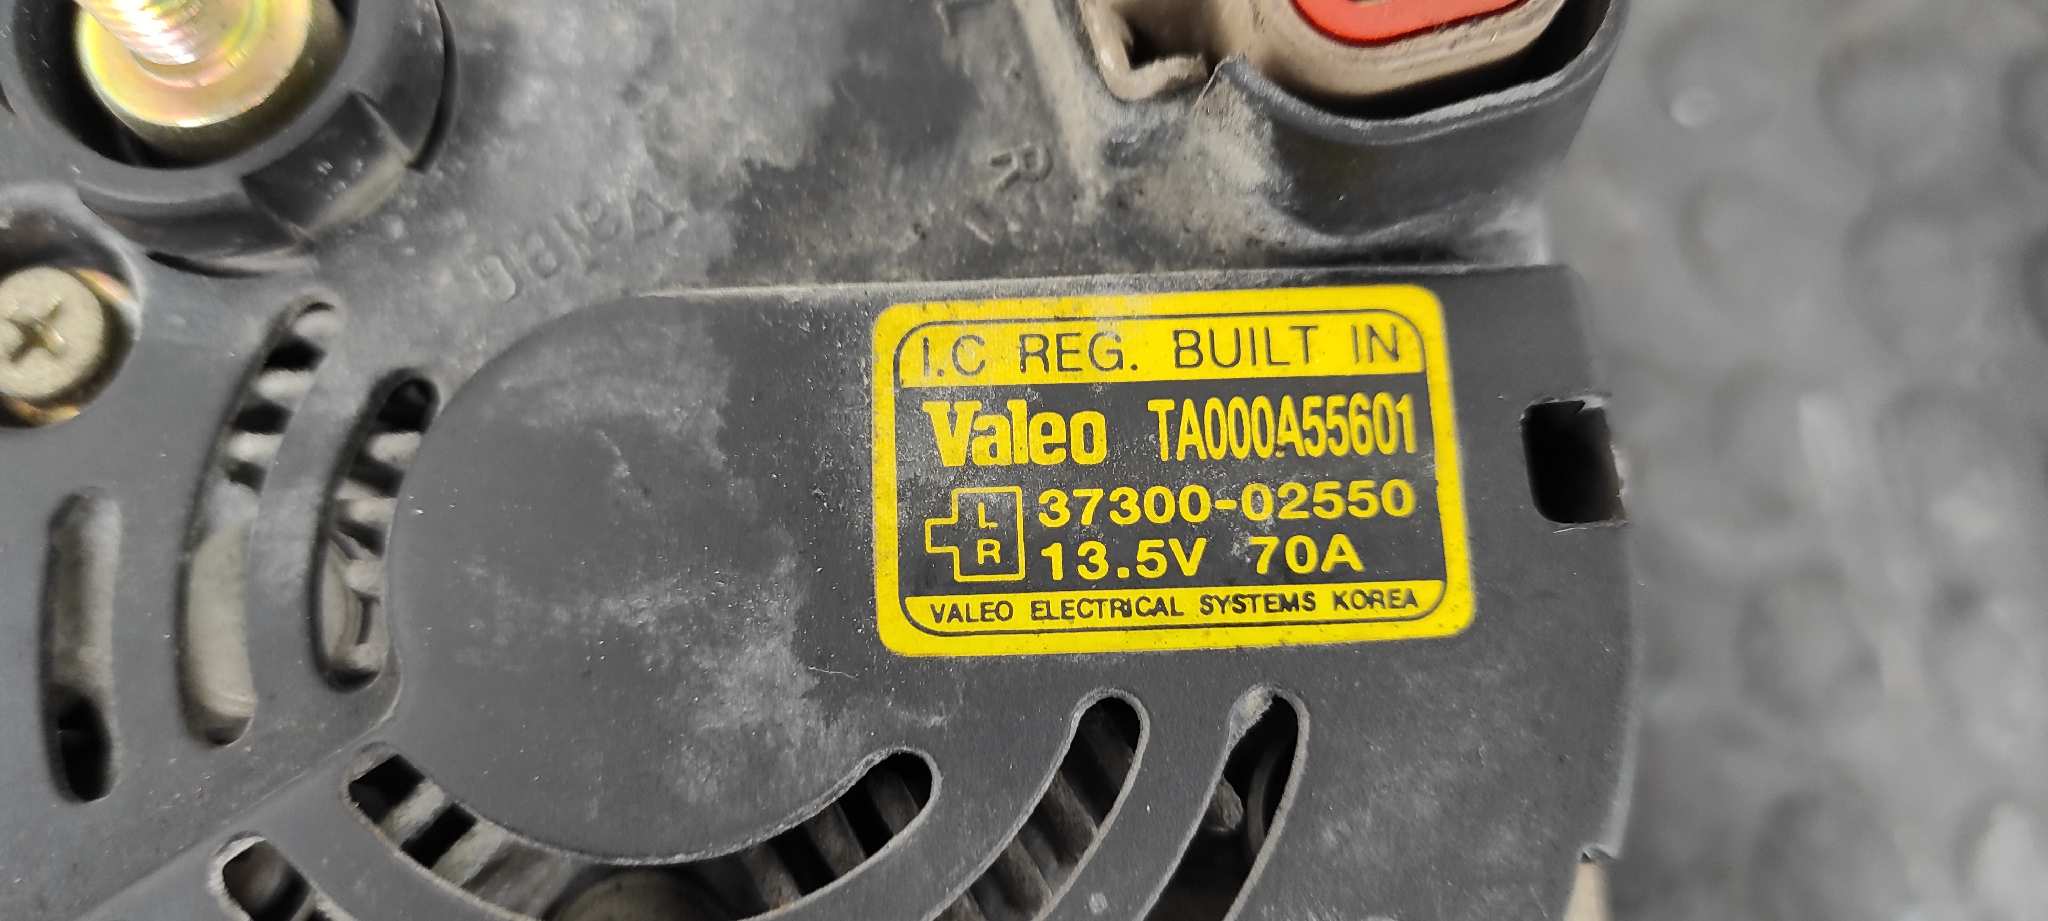 I.C REG. BUILT IN
Valeo TA000A55601
L 37300-02550
R 13.5V 70A
VALEO ELECTRICAL SYSTEMS KOREA